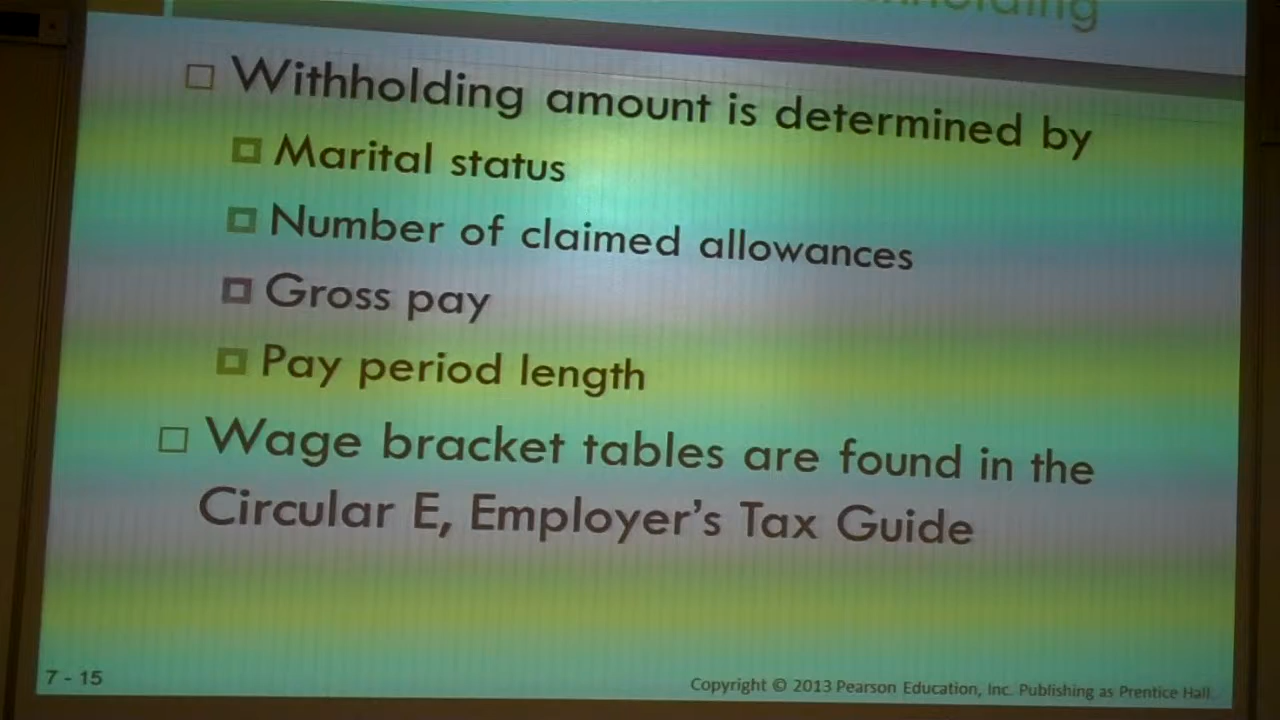 Withholding amount is determined by
Marital status
Number of claimed allowances
Gross pay
Pay period length
Wage bracket tables are found in the
Circular E, Employer's Tax Guide
7 - 15
Copyright © 2013 Pearson Education, Inc. Publishing as Prentice Hall.